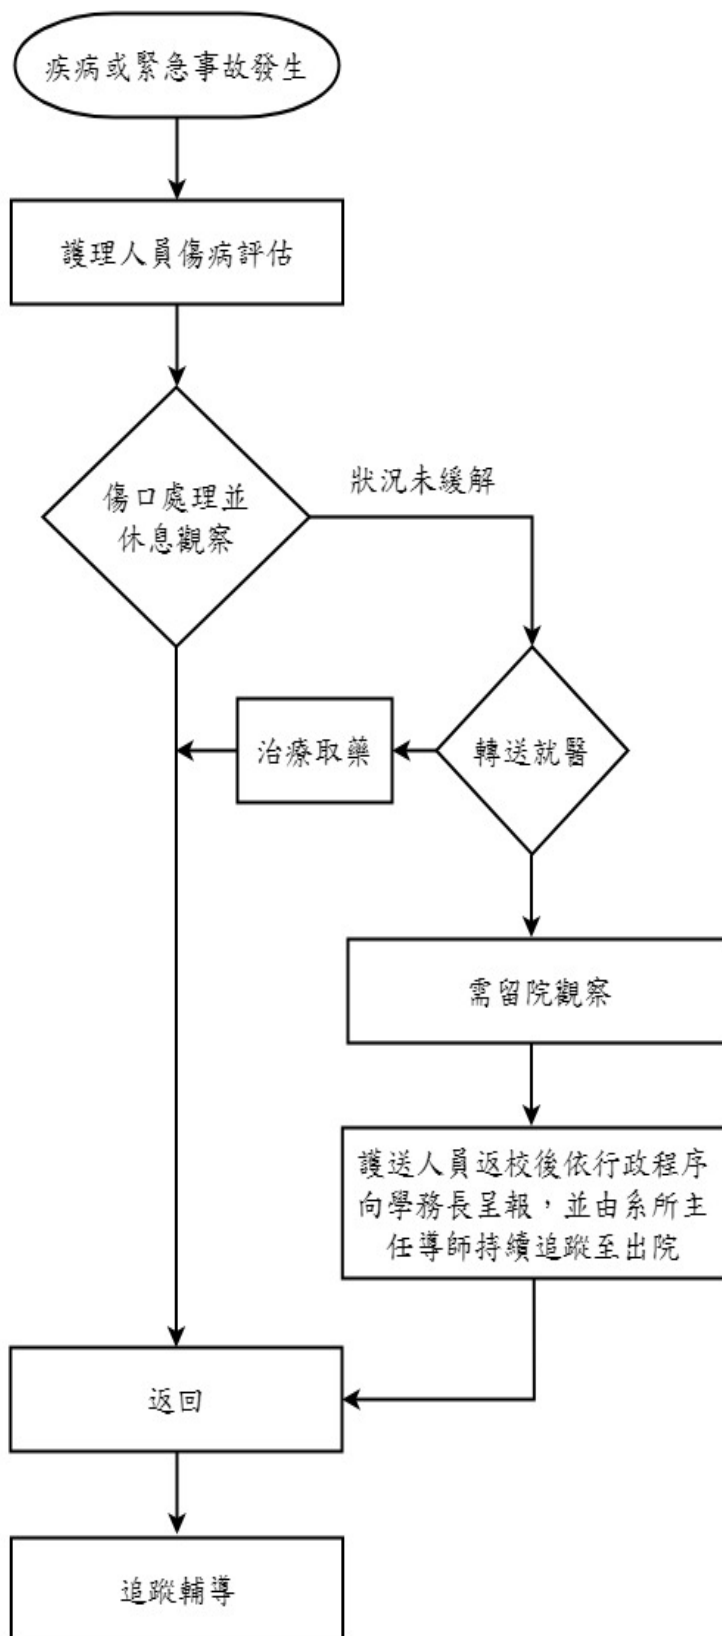 疾病或緊急事故發生
護理人員傷病評估
傷口處理並
休息觀察
狀況未緩解
轉送就醫
治療取藥
需留院觀察
護送人員返校後依行政程序
向學務長呈報，並由系所主
任導師持續追蹤至出院
返回
追蹤輔導